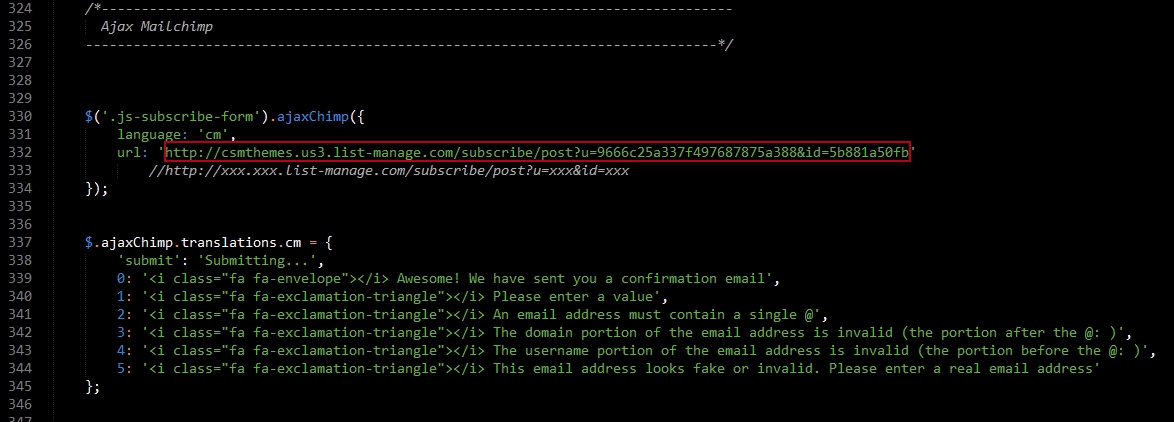 324 /*-------------------------------------------------------------------------------
325 Ajax Mailchimp
326 -------------------------------------------------------------------------------*/
327
328
329
330 $('.js-subscribe-form').ajaxChimp({
331 language: 'cm',
332 url: 'http://csmthemes.us3.list-manage.com/subscribe/post?u=9666c25a337f497687875a388&id=5b881a50fb'
333 //http://xxx.xxx.list-manage.com/subscribe/post?u=xxx&id=xxx
334 });
335
336
337 $.ajaxChimp.translations.cm = {
338 'submit': 'Submitting...',
339 0: '<i class="fa fa-envelope"></i> Awesome! We have sent you a confirmation email',
340 1: '<i class="fa fa-exclamation-triangle"></i> Please enter a value',
341 2: '<i class="fa fa-exclamation-triangle"></i> An email address must contain a single @',
342 3: '<i class="fa fa-exclamation-triangle"></i> The domain portion of the email address is invalid (the portion after the @: )',
343 4: '<i class="fa fa-exclamation-triangle"></i> The username portion of the email address is invalid (the portion before the @: )',
344 5: '<i class="fa fa-exclamation-triangle"></i> This email address looks fake or invalid. Please enter a real email address'
345 };
346
347